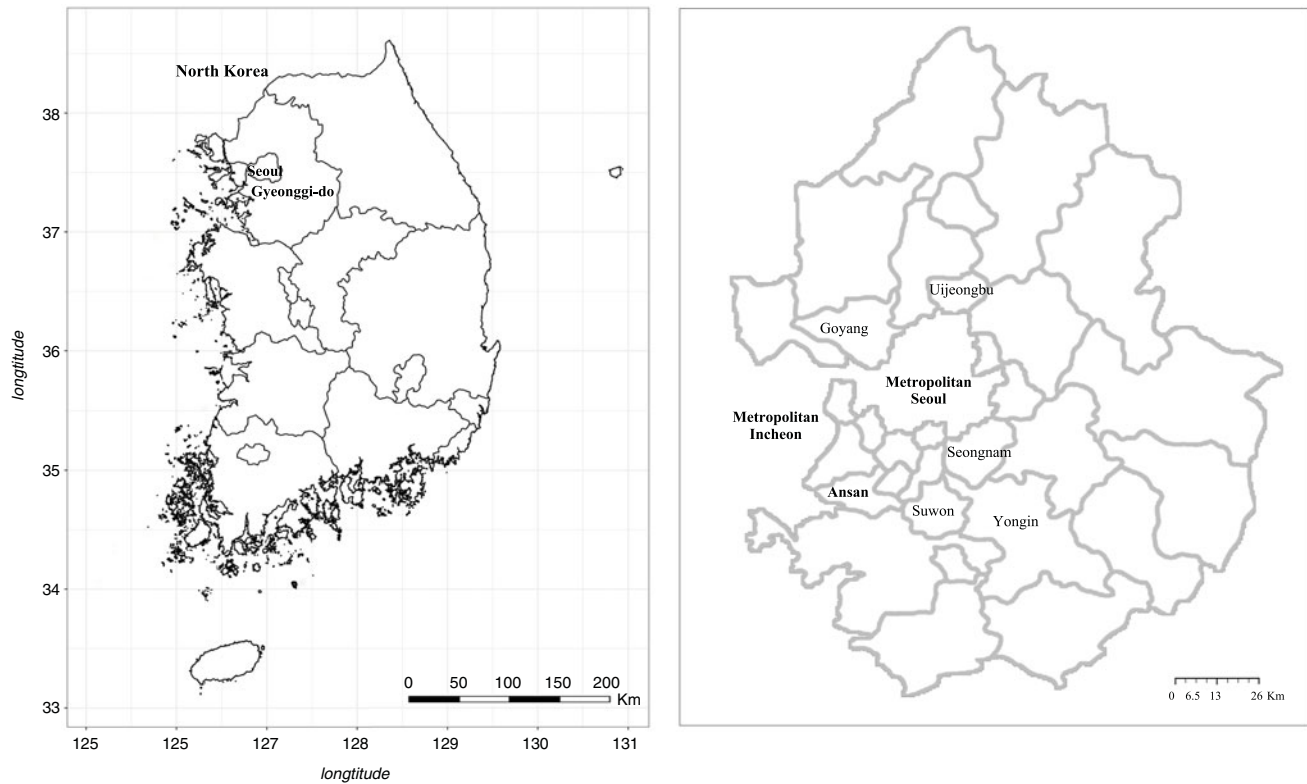 North Korea
38
Seoul
Gyeonggi-do
37
36
longtitude
35
34
33
0 50 100 150 200
Km
125 125 127 128 129 130 131
longtitude
Uijeongbu
Goyang
Metropolitan
Seoul
Metropolitan
Incheon
Seongnam
Ansan
Suwon
Yongin
0 6.5 13 26 Km